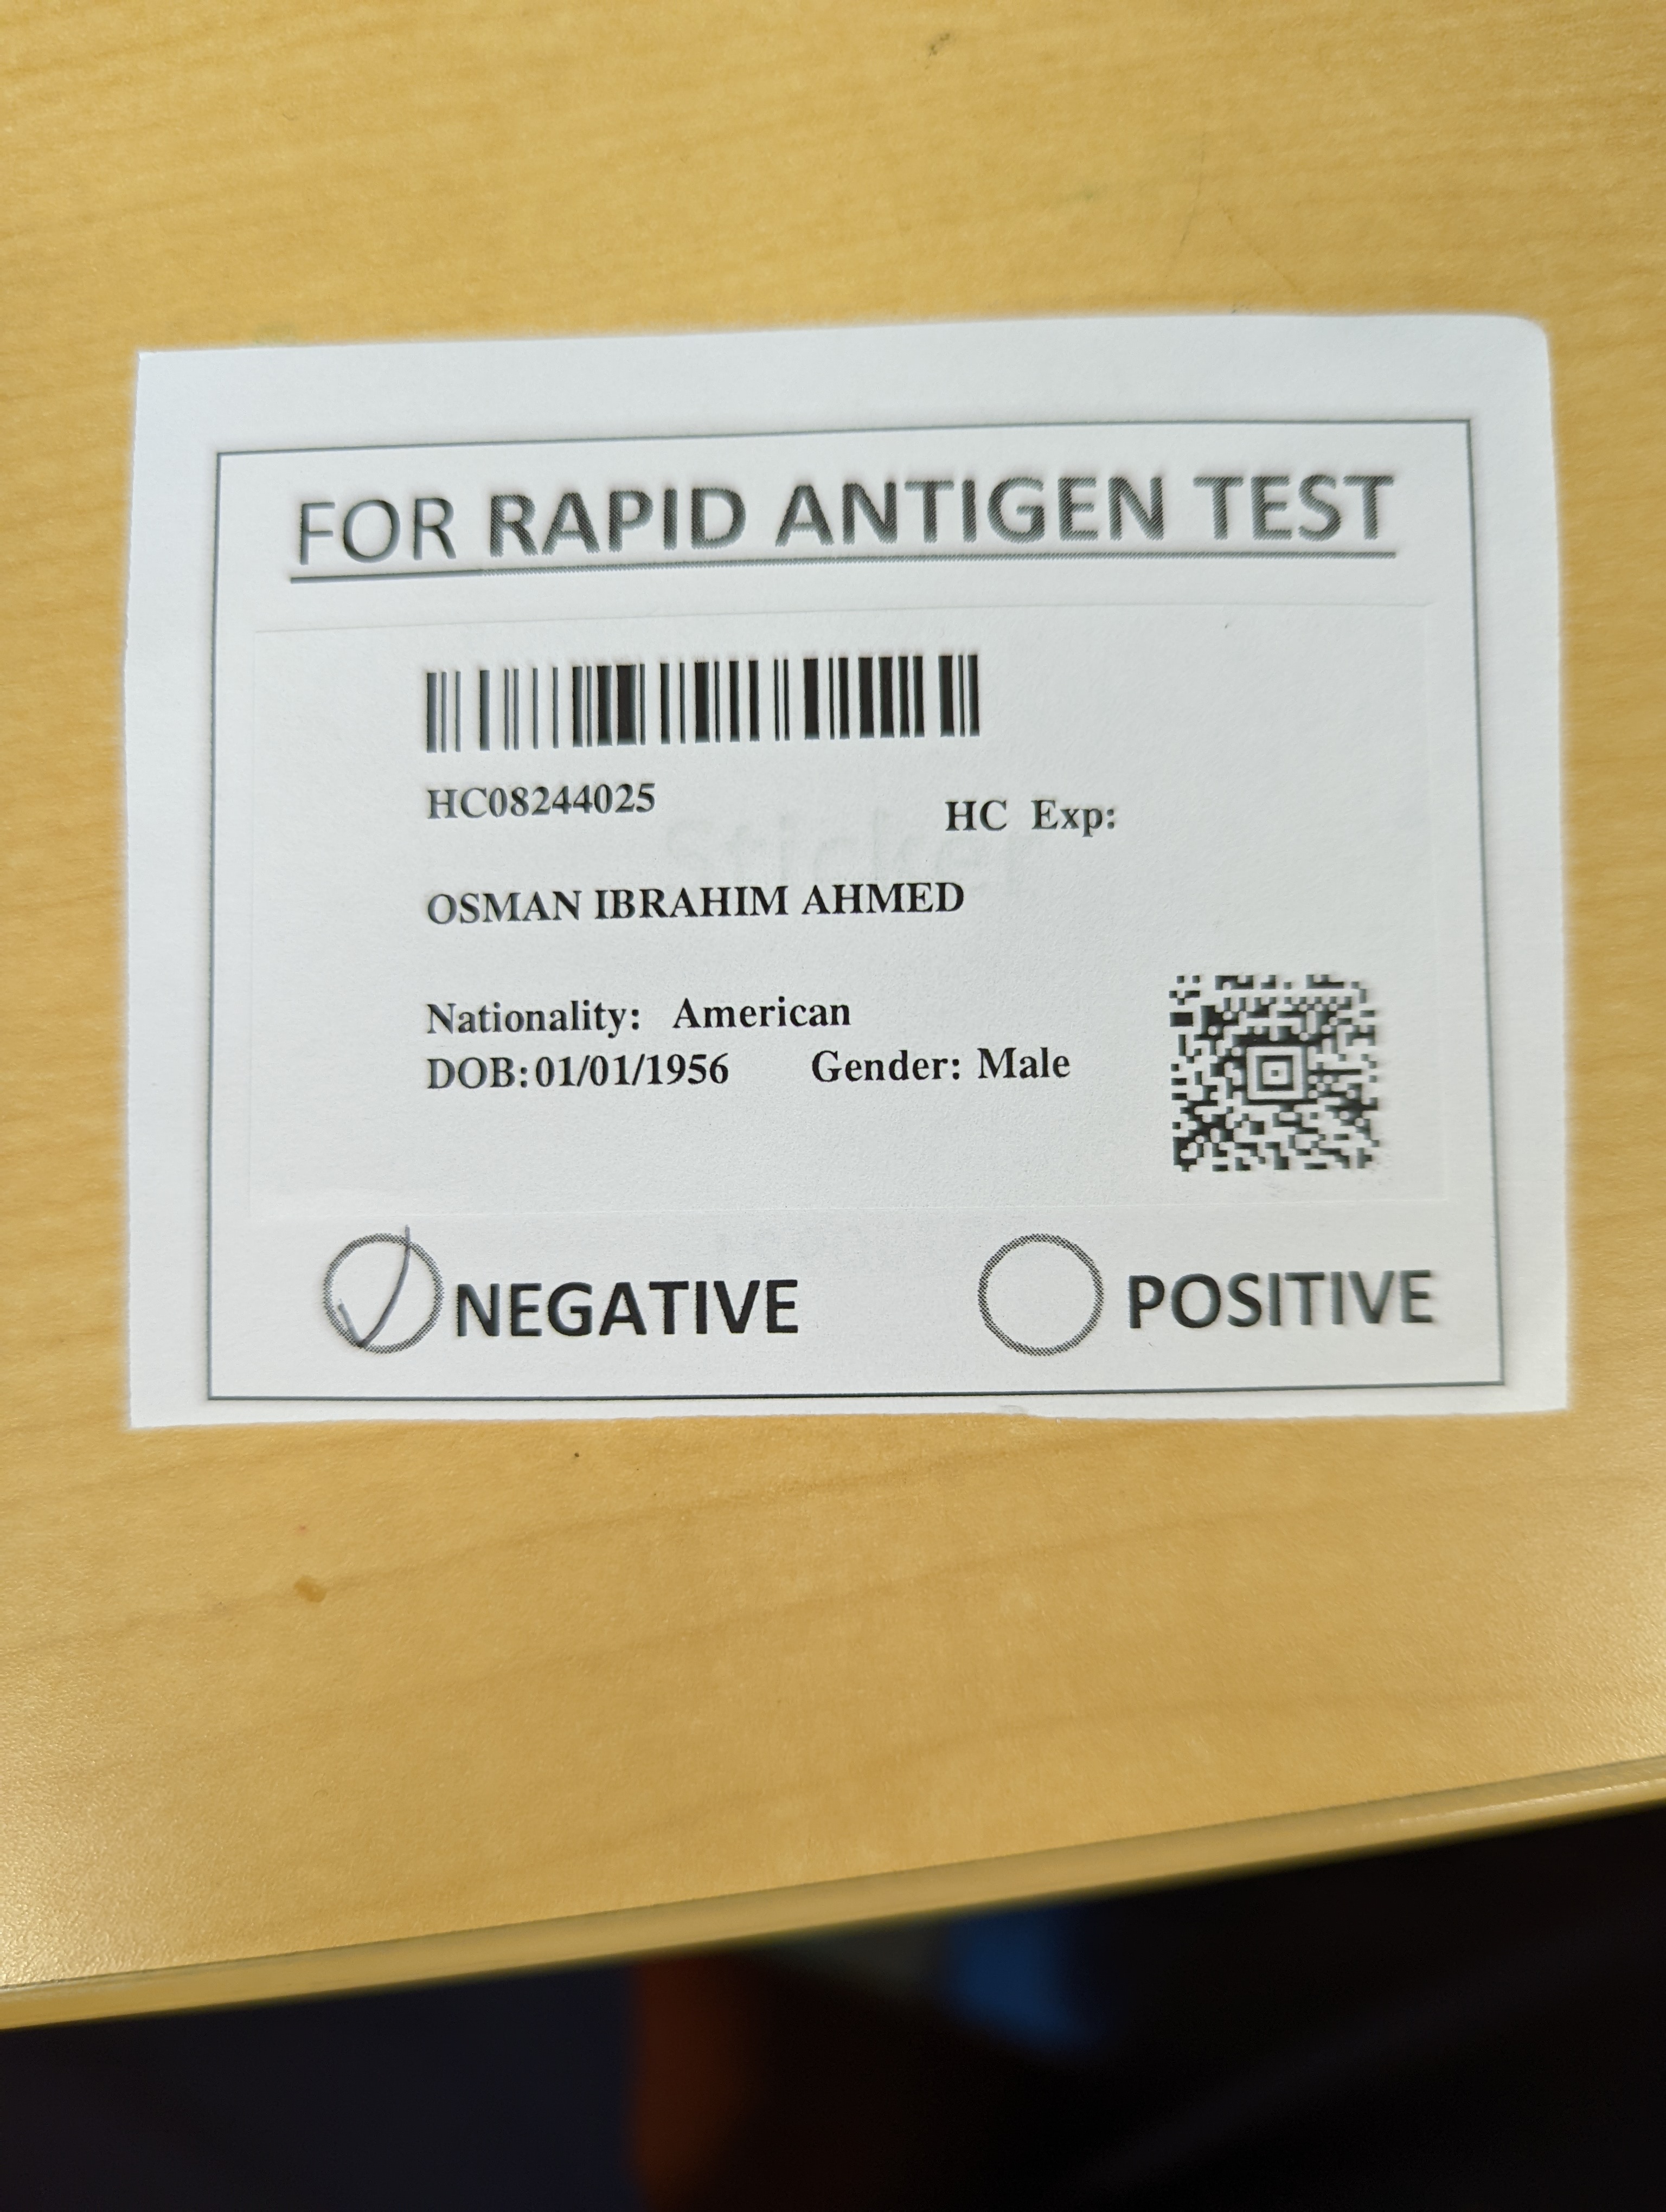 FOR RAPID ANTIGEN TEST
HC08244025 HC Exp:
Sticker
OSMAN IBRAHIM AHMED
Nationality: American
DOB:01/01/1956 Gender: Male
NEGATIVE POSITIVE